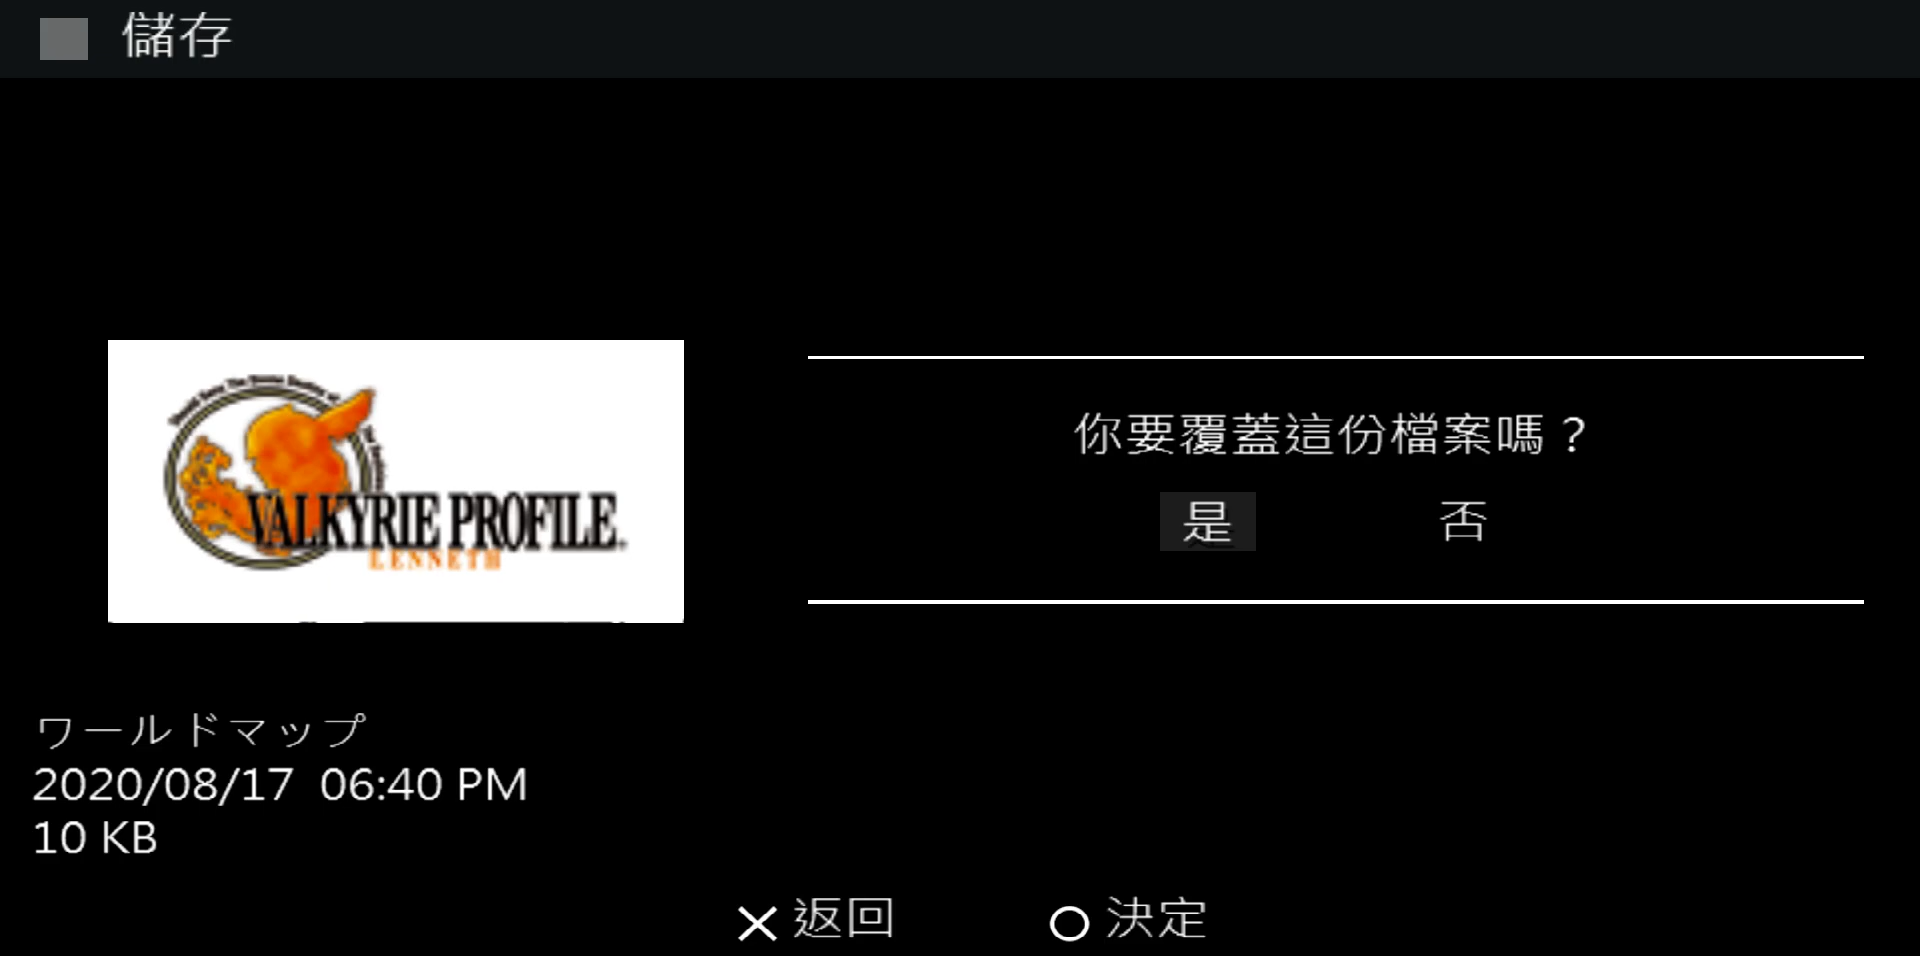 儲存
VALKYRIE PROFILE
LENNETH
你要覆蓋這份檔案嗎？
是 否
ワールドマップ
2020/08/17 06:40 PM
10 KB
返回 決定